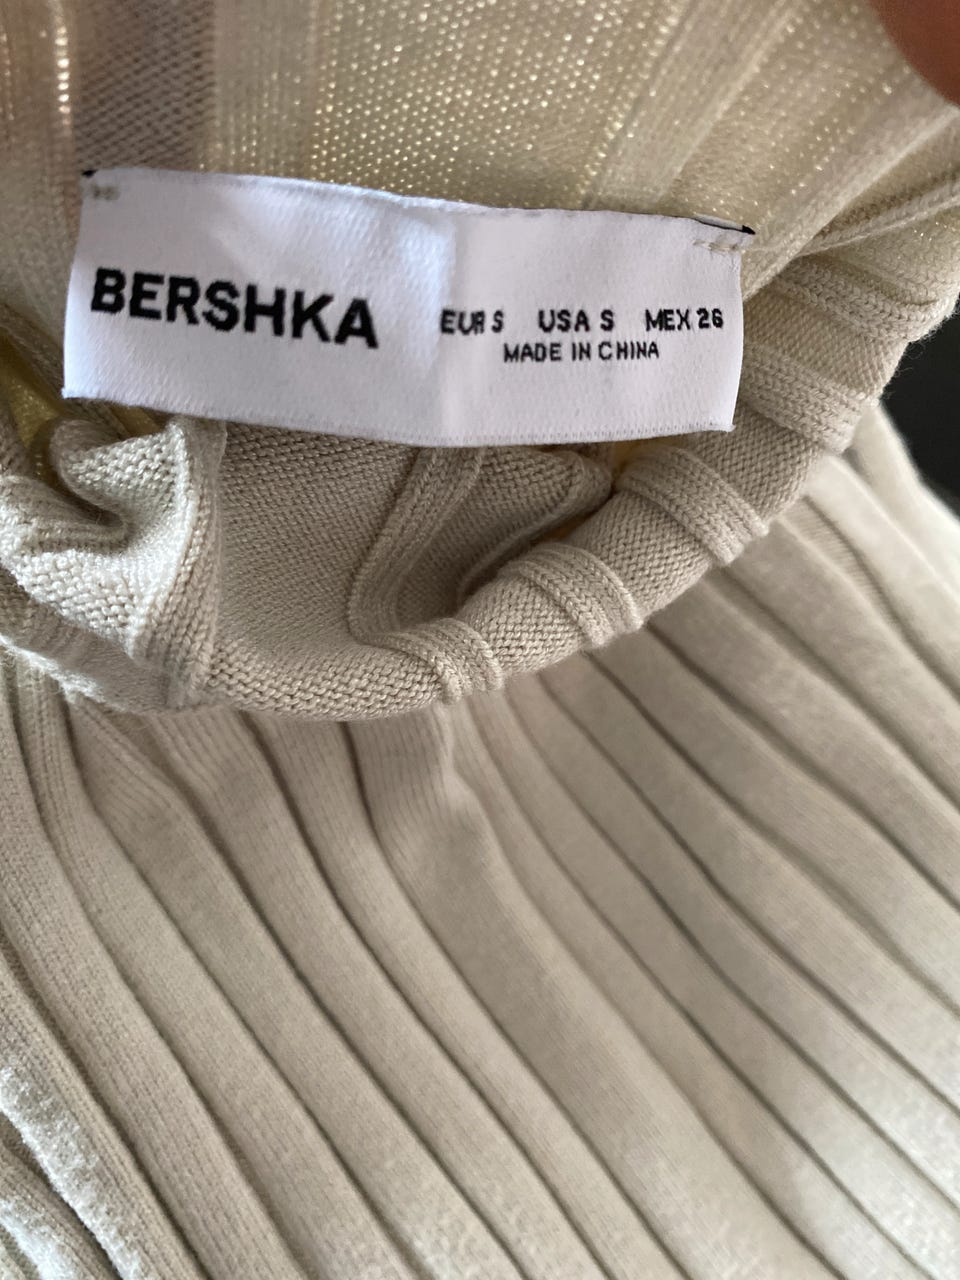 BERSHKA
EUR S USA S MEX 26
MADE IN CHINA